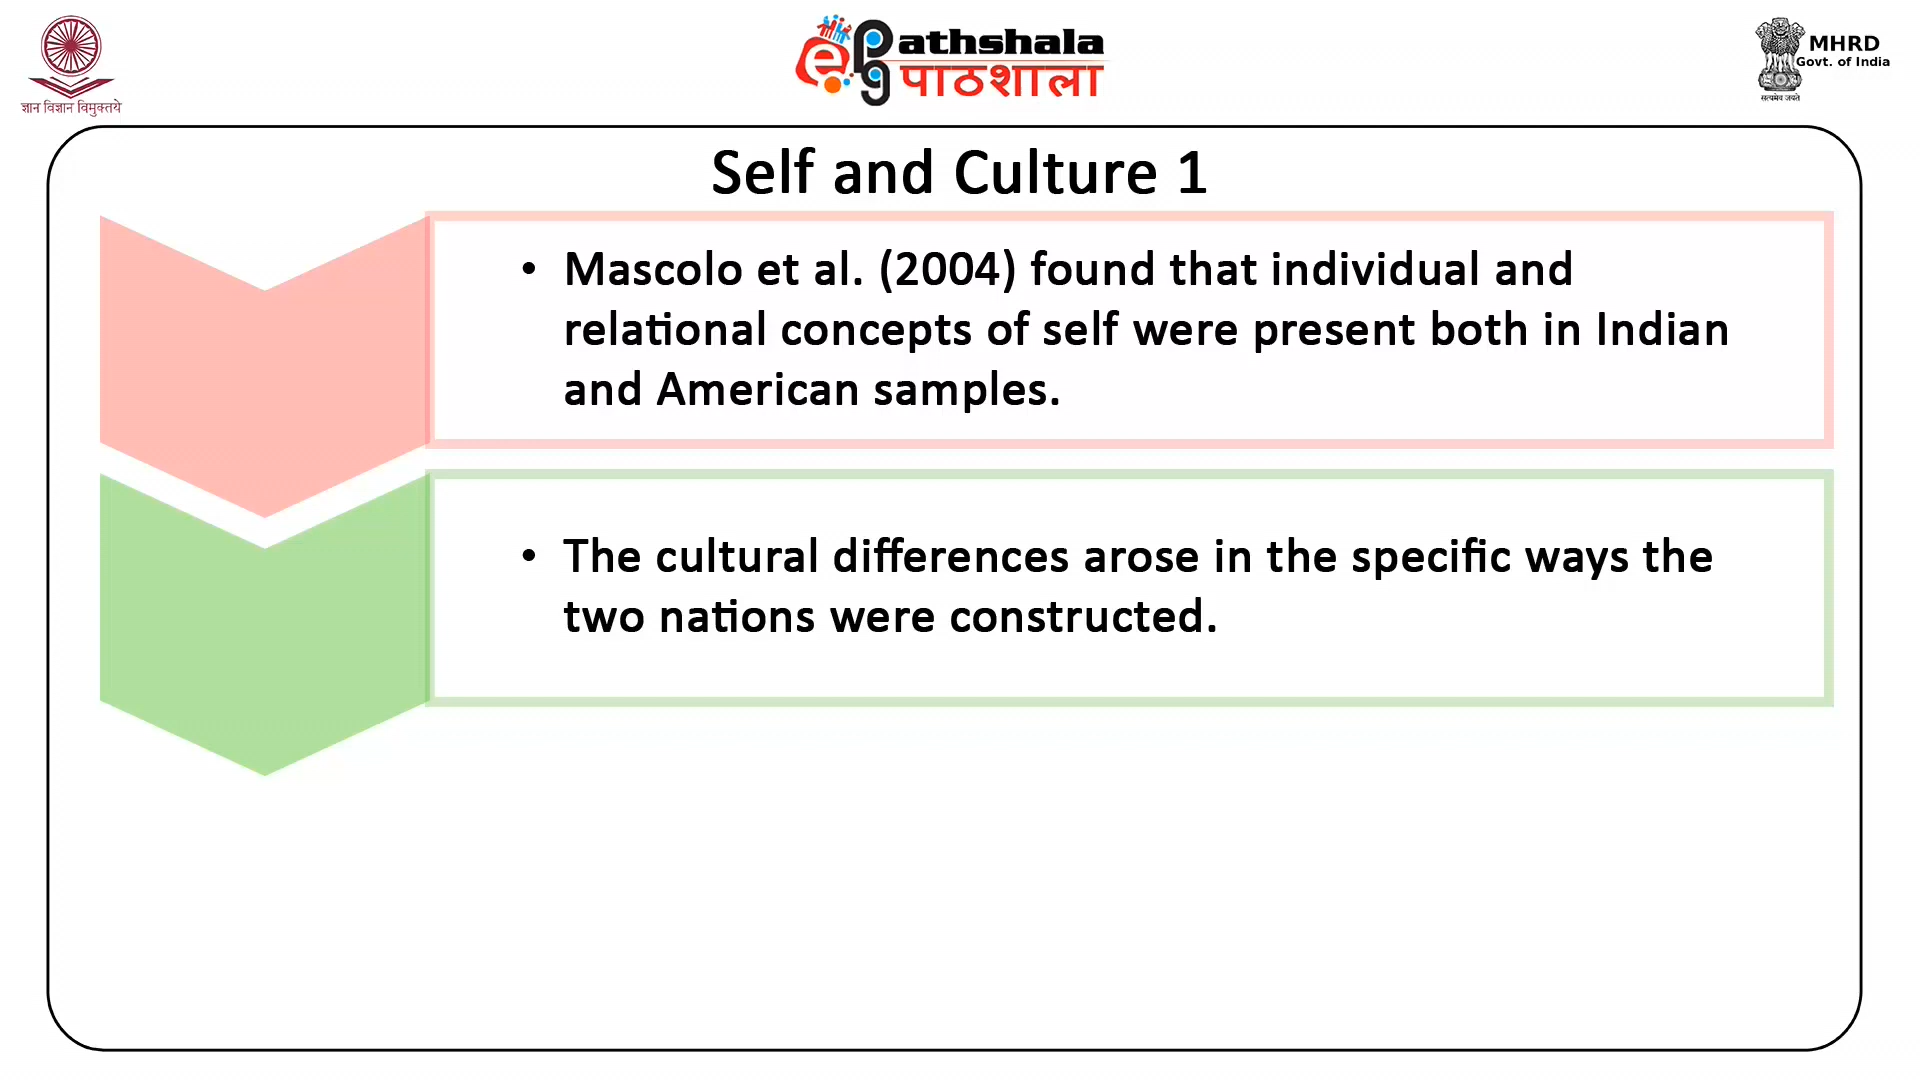 ज्ञान विज्ञान विमुक्तये
e pg Pathshala
पाठशाला
MHRD
Govt. of India
सत्यमेव जयते
Self and Culture 1
• Mascolo et al. (2004) found that individual and
relational concepts of self were present both in Indian
and American samples.
• The cultural differences arose in the specific ways the
two nations were constructed.